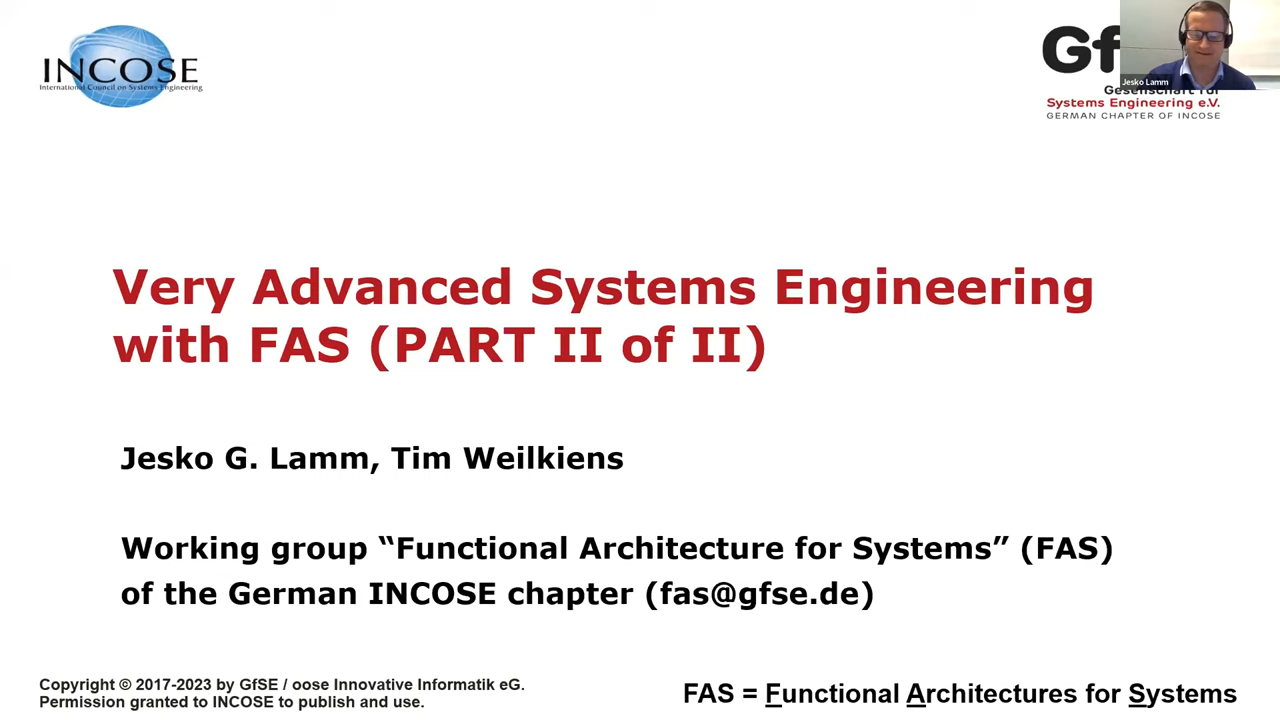 INCOSE
International Council on Systems Engineering
Jesko Lamm
Systems Engineering e.V.
GERMAN CHAPTER OF INCOSE
Very Advanced Systems Engineering
with FAS (PART II of II)
Jesko G. Lamm, Tim Weilkiens
Working group “Functional Architecture for Systems” (FAS)
of the German INCOSE chapter (fas@gfse.de)
Copyright © 2017-2023 by GfSE / oose Innovative Informatik eG.
Permission granted to INCOSE to publish and use.
FAS = Functional Architectures for Systems